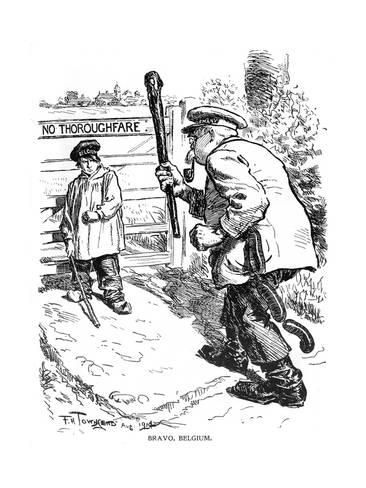 NO THOROUGHFARE.
F. H. TOWNSEND AUG 1914
BRAVO, BELGIUM.